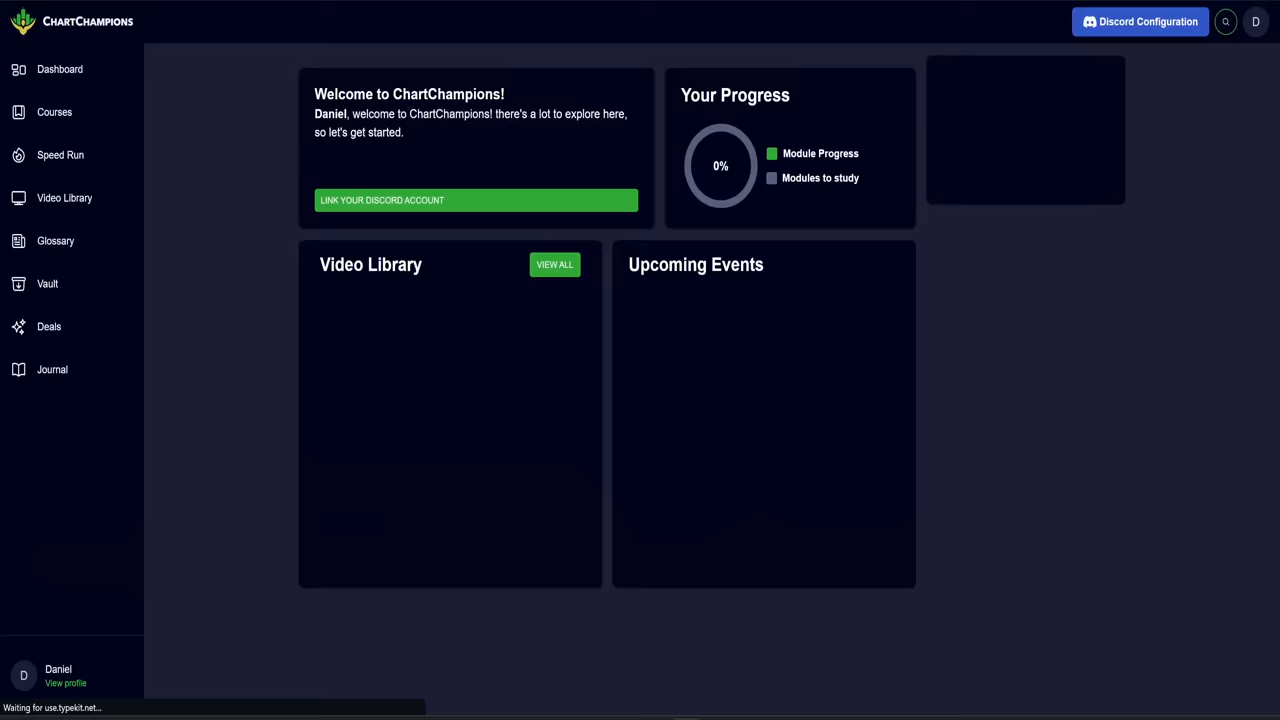 CHARTCHAMPIONS
Discord Configuration
D
Dashboard
Courses
Speed Run
Video Library
Glossary
Vault
Deals
Journal
Welcome to ChartChampions!
Daniel, welcome to ChartChampions! there's a lot to explore here,
so let's get started.
LINK YOUR DISCORD ACCOUNT
Your Progress
0%
Module Progress
Modules to study
Video Library
VIEW ALL
Upcoming Events
D
Daniel
View profile
Waiting for use.typekit.net...